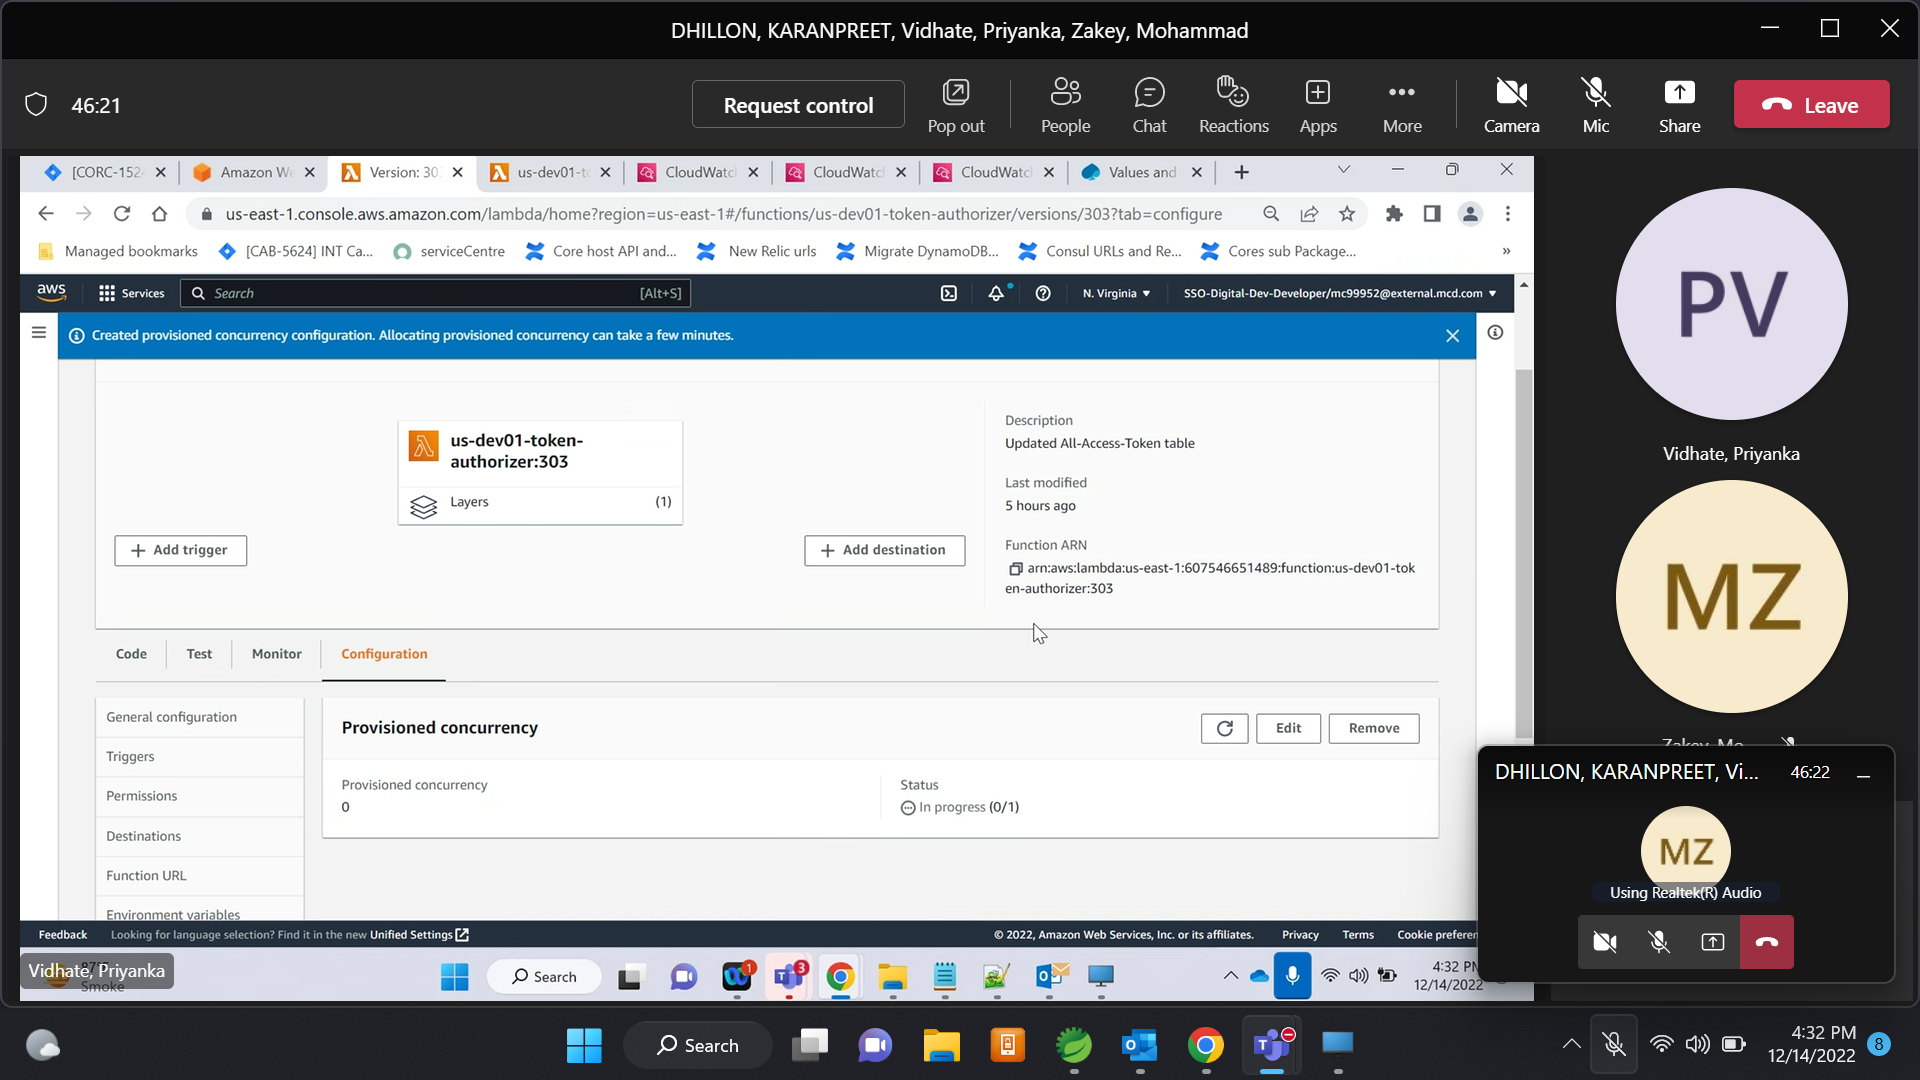 DHILLON, KARANPREET, Vidhate, Priyanka, Zakey, Mohammad
46:21
Request control
Pop out
People
Chat
Reactions
Apps
More
Camera
Mic
Share
Leave
[CORC-152
Amazon W
Version: 30
us-dev01-t
CloudWatc
CloudWatc
CloudWatc
Values and
us-east-1.console.aws.amazon.com/lambda/home?region=us-east-1#/functions/us-dev01-token-authorizer/versions/303?tab=configure
Managed bookmarks
[CAB-5624] INT Ca...
serviceCentre
Core host API and...
New Relic urls
Migrate DynamoDB...
Consul URLs and Re...
Cores sub Package...
»
aws
Services
Search
[Alt+S]
N. Virginia
SSO-Digital-Dev-Developer/mc99952@external.mcd.com
Created provisioned concurrency configuration. Allocating provisioned concurrency can take a few minutes.
us-dev01-token-
authorizer:303
Layers
(1)
Add trigger
Add destination
Description
Updated All-Access-Token table
Last modified
5 hours ago
Function ARN
arn:aws:lambda:us-east-1:607546651489:function:us-dev01-tok
en-authorizer:303
Code
Test
Monitor
Configuration
General configuration
Triggers
Permissions
Destinations
Function URL
Environment variables
Provisioned concurrency
Edit
Remove
Provisioned concurrency
0
Status
In progress (0/1)
Feedback
Looking for language selection? Find it in the new Unified Settings
© 2022, Amazon Web Services, Inc. or its affiliates.
Privacy
Terms
Cookie preferen
Vidhate, Priyanka
Smoke
Search
1
3
4:32 PM
12/14/2022
PV
Vidhate, Priyanka
MZ
DHILLON, KARANPREET, Vi...
46:22
MZ
Using Realtek(R) Audio
Search
4:32 PM
12/14/2022
8